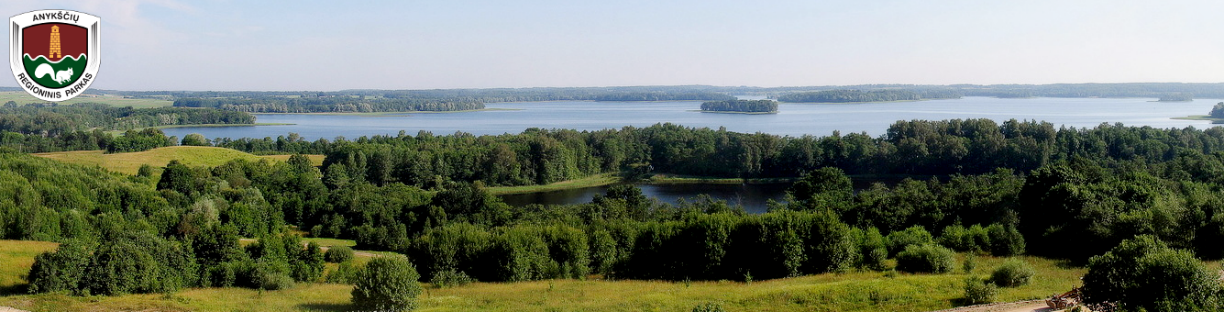 ANYKŠČIŲ
REGIONINIS PARKAS